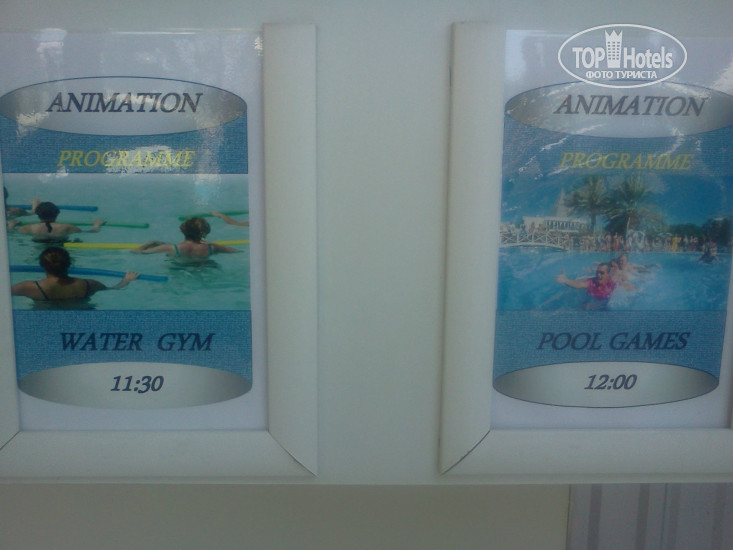 ANIMATION
PROGRAMME
WATER GYM
11:30
TOP Hotels
ФОТО ТУРИСТА
ANIMATION
PROGRAMME
POOL GAMES
12:00